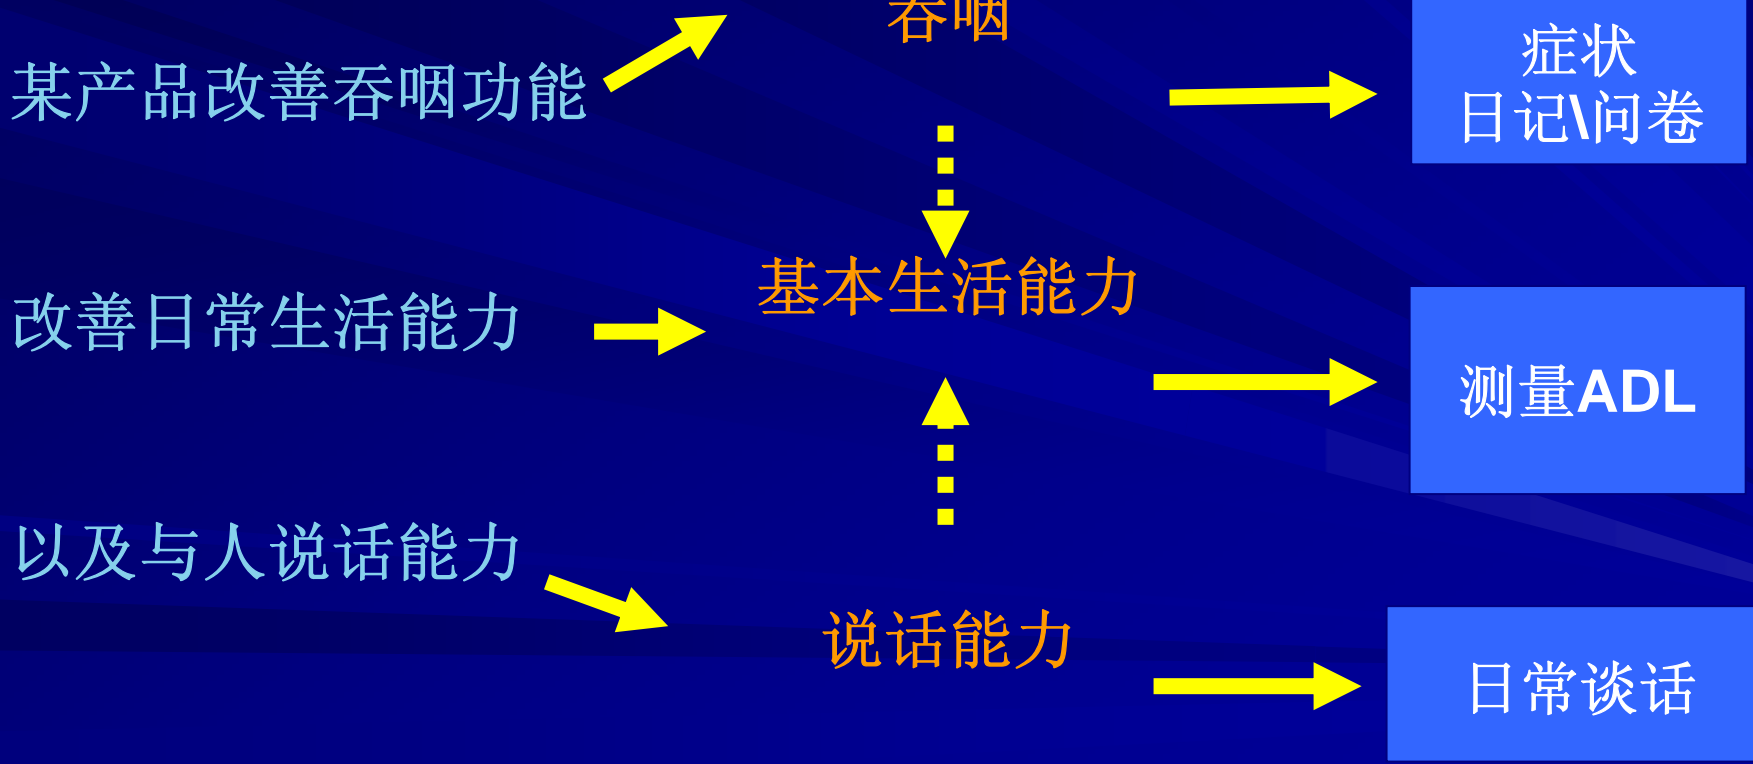 吞咽
症状
某产品改善吞咽功能
日记\问卷
基本生活能力
改善日常生活能力
测量ADL
以及与人说话能力
说话能力
日常谈话